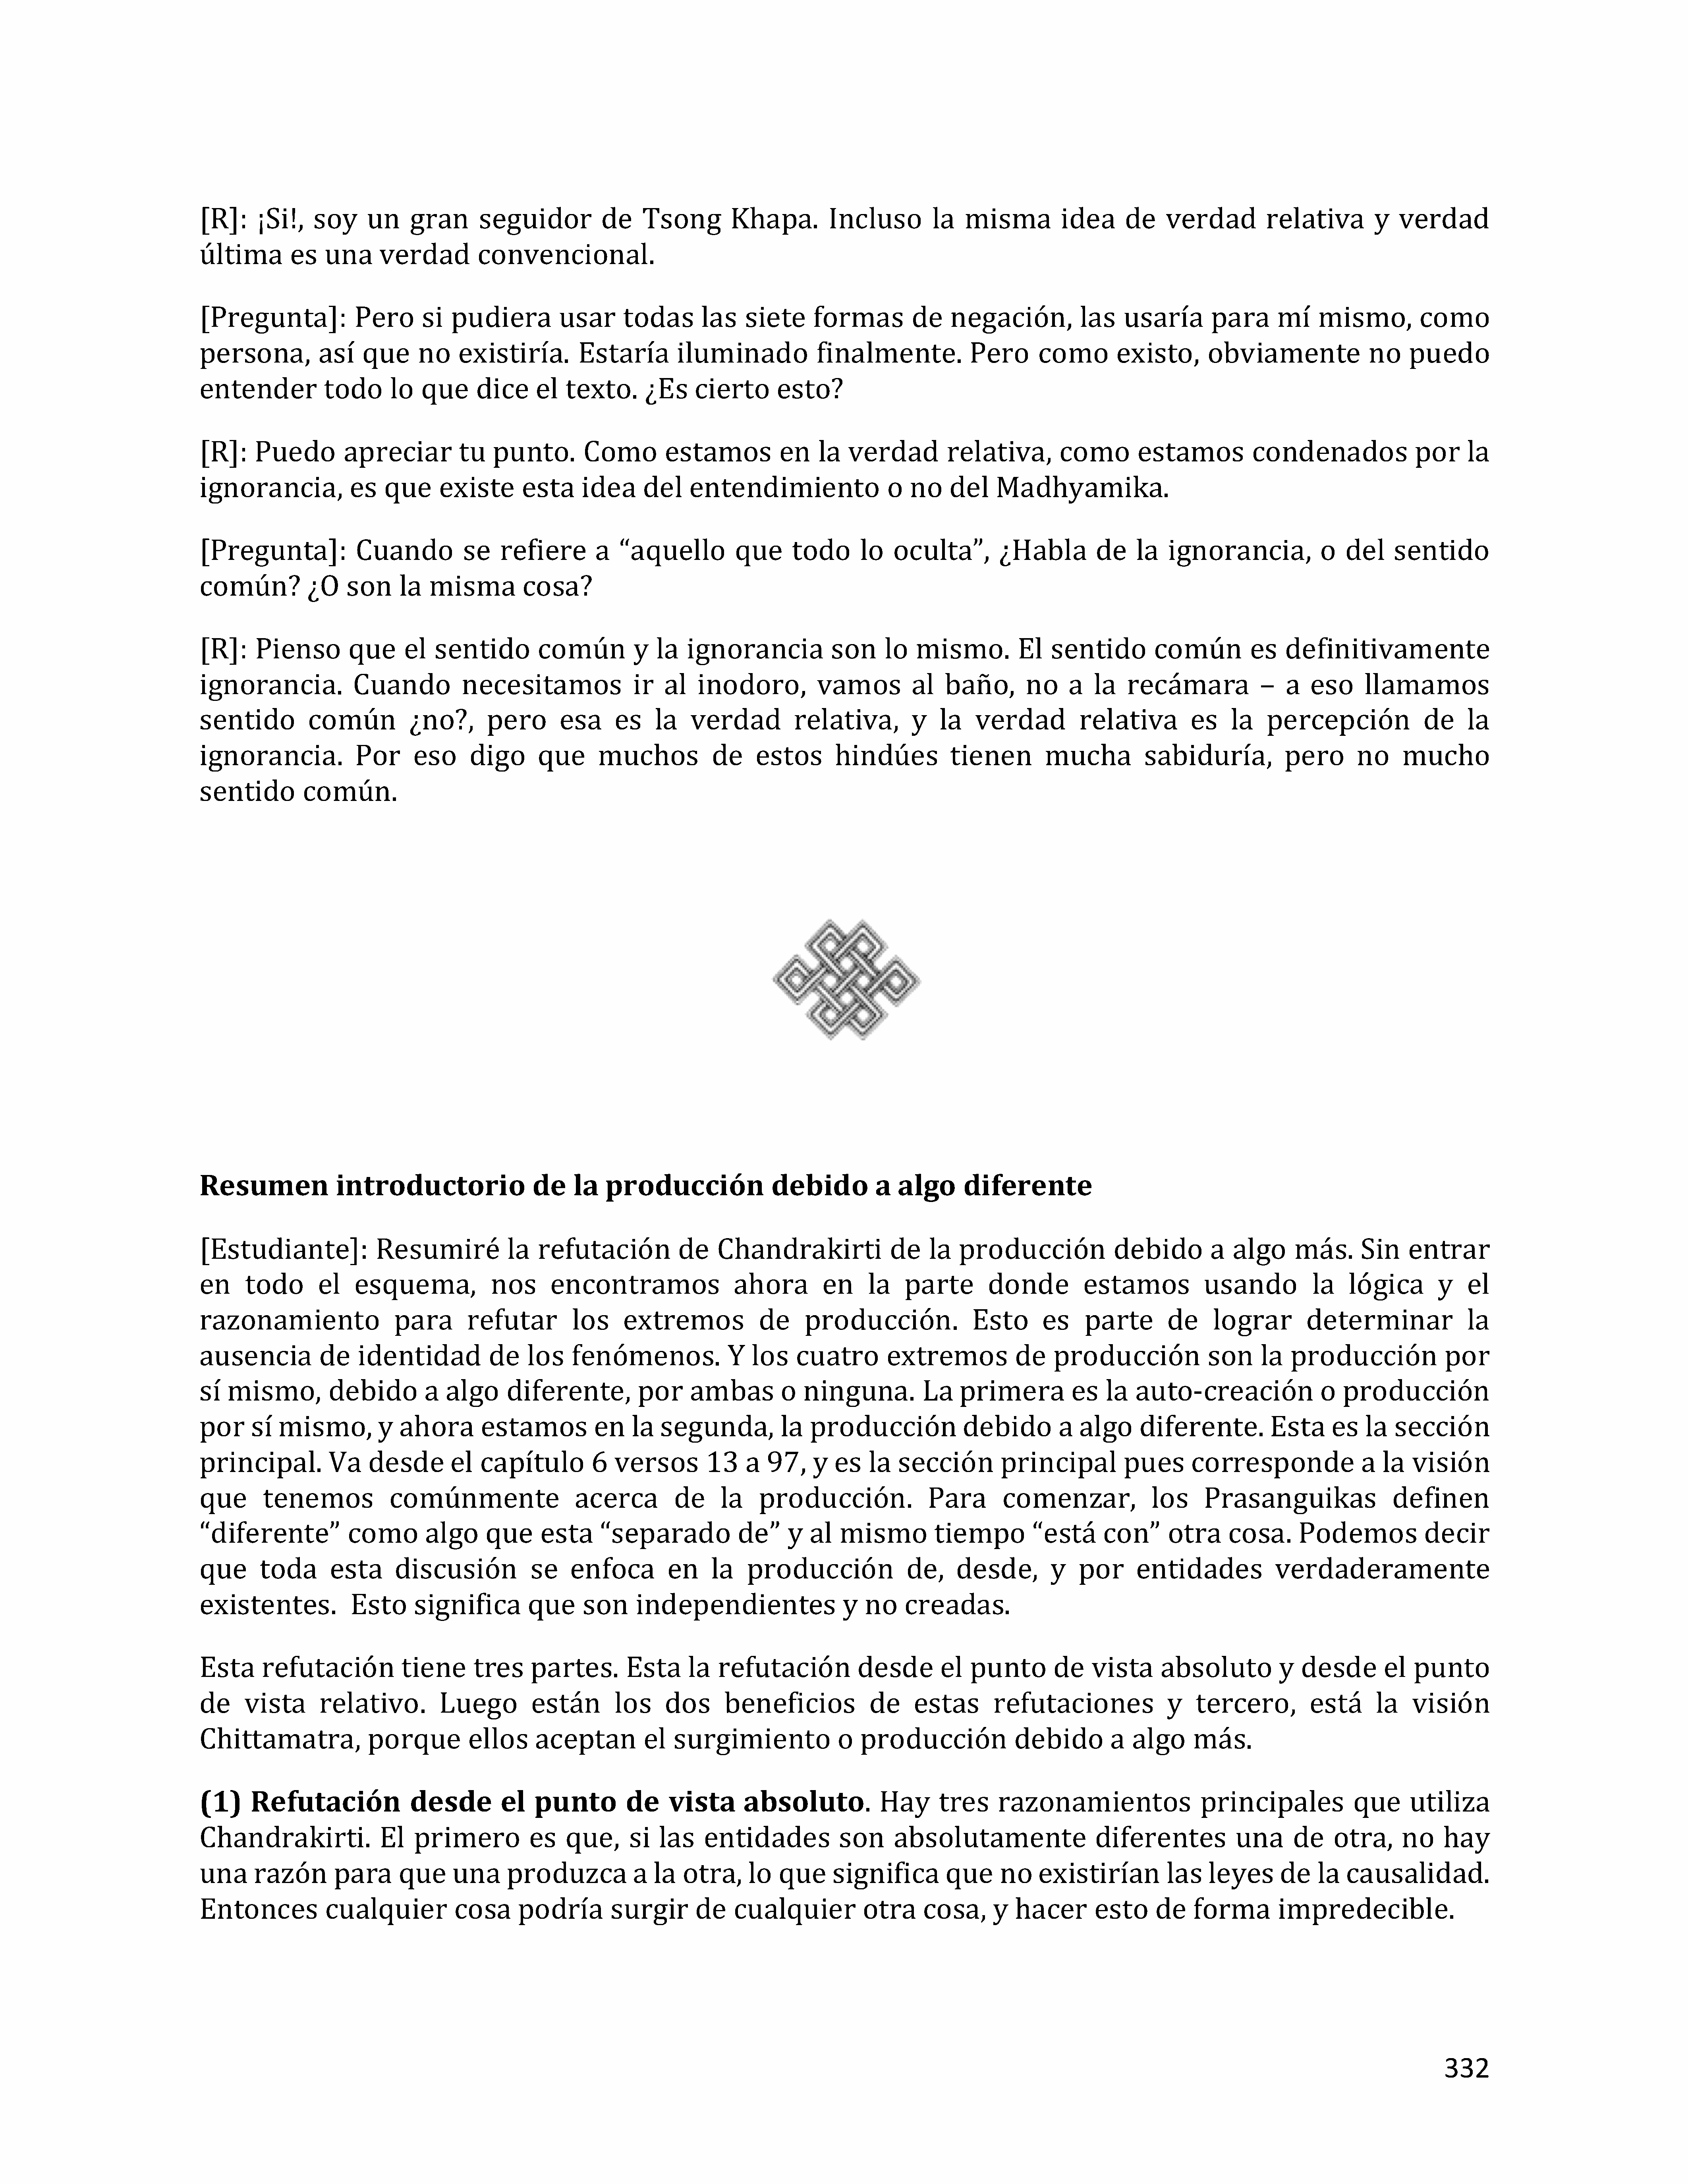 [R]: ¡Si!, soy un gran seguidor de Tsong Khapa. Incluso la misma idea de verdad relativa y verdad
última es una verdad convencional.
[Pregunta]: Pero si pudiera usar todas las siete formas de negación, las usaría para mí mismo, como
persona, así que no existiría. Estaría iluminado finalmente. Pero como existo, obviamente no puedo
entender todo lo que dice el texto. ¿Es cierto esto?
[R]: Puedo apreciar tu punto. Como estamos en la verdad relativa, como estamos condenados por la
ignorancia, es que existe esta idea del entendimiento o no del Madhyamika.
[Pregunta]: Cuando se refiere a “aquello que todo lo oculta”, ¿Habla de la ignorancia, o del sentido
común? ¿O son la misma cosa?
[R]: Pienso que el sentido común y la ignorancia son lo mismo. El sentido común es definitivamente
ignorancia. Cuando necesitamos ir al inodoro, vamos al baño, no a la recámara – a eso llamamos
sentido común ¿no?, pero esa es la verdad relativa, y la verdad relativa es la percepción de la
ignorancia. Por eso digo que muchos de estos hindúes tienen mucha sabiduría, pero no mucho
sentido común.
Resumen introductorio de la producción debido a algo diferente
[Estudiante]: Resumiré la refutación de Chandrakirti de la producción debido a algo más. Sin entrar
en todo el esquema, nos encontramos ahora en la parte donde estamos usando la lógica y el
razonamiento para refutar los extremos de producción. Esto es parte de lograr determinar la
ausencia de identidad de los fenómenos. Y los cuatro extremos de producción son la producción por
sí mismo, debido a algo diferente, por ambas o ninguna. La primera es la auto-creación o producción
por sí mismo, y ahora estamos en la segunda, la producción debido a algo diferente. Esta es la sección
principal. Va desde el capítulo 6 versos 13 a 97, y es la sección principal pues corresponde a la visión
que tenemos comúnmente acerca de la producción. Para comenzar, los Prasanguikas definen
“diferente” como algo que esta “separado de” y al mismo tiempo “está con” otra cosa. Podemos decir
que toda esta discusión se enfoca en la producción de, desde, y por entidades verdaderamente
existentes.  Esto significa que son independientes y no creadas.
Esta refutación tiene tres partes. Esta la refutación desde el punto de vista absoluto y desde el punto
de vista relativo. Luego están los dos beneficios de estas refutaciones y tercero, está la visión
Chittamatra, porque ellos aceptan el surgimiento o producción debido a algo más.
(1) Refutación desde el punto de vista absoluto. Hay tres razonamientos principales que utiliza
Chandrakirti. El primero es que, si las entidades son absolutamente diferentes una de otra, no hay
una razón para que una produzca a la otra, lo que significa que no existirían las leyes de la causalidad.
Entonces cualquier cosa podría surgir de cualquier otra cosa, y hacer esto de forma impredecible.
332